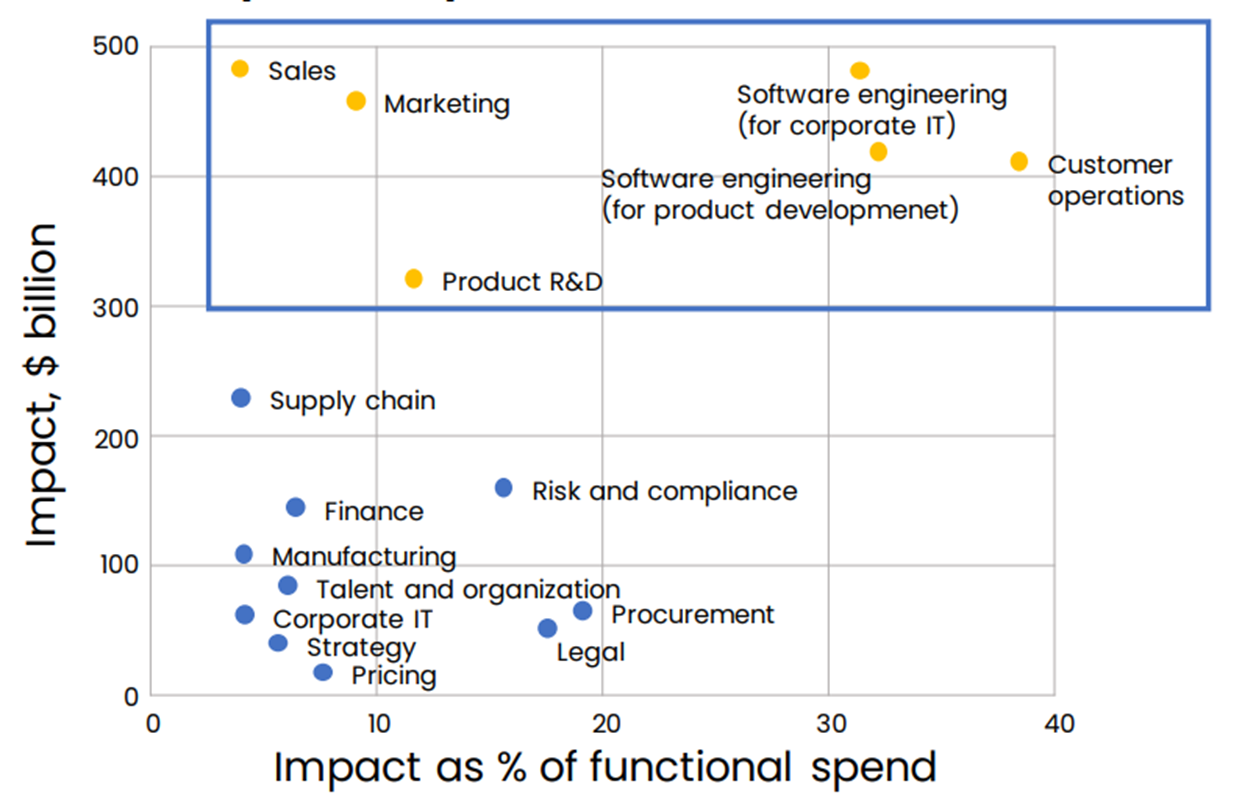 500
Sales
Marketing
Software engineering
(for corporate IT)
400
Software engineering
(for product developmenet)
Customer
operations
Product R&D
300
Impact, $ billion
Supply chain
200
Risk and compliance
Finance
Manufacturing
100
Talent and organization
Corporate IT
Procurement
Strategy
Legal
Pricing
0
0 10 20 30 40
Impact as % of functional spend